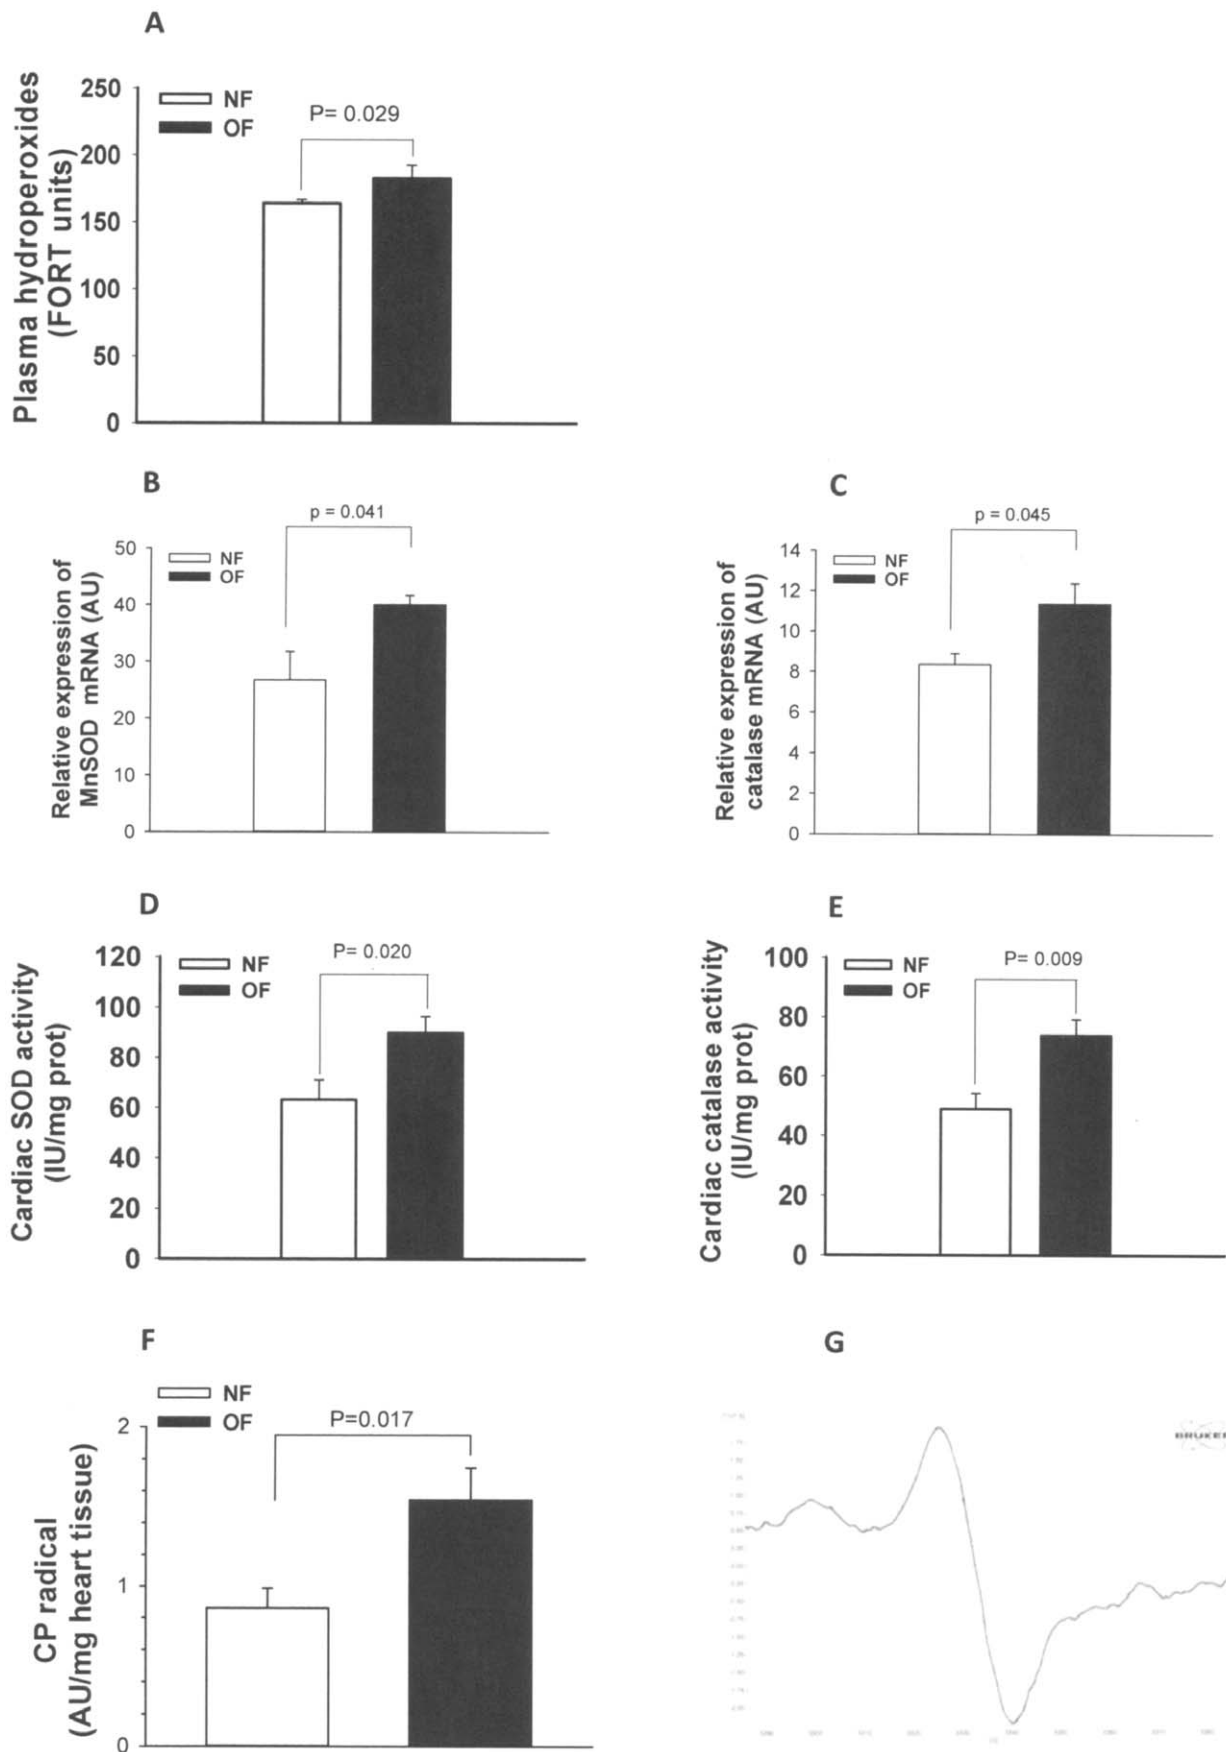 A
Plasma hydroperoxides
(FORT units)
250
200
150
100
50
0
NF
OF
P= 0.029
B
Relative expression of
MnSOD mRNA (AU)
50
40
30
20
10
0
NF
OF
p = 0.041
C
Relative expression of
catalase mRNA (AU)
14
12
10
8
6
4
2
0
NF
OF
p = 0.045
D
Cardiac SOD activity
(IU/mg prot)
120
100
80
60
40
20
0
NF
OF
P= 0.020
E
Cardiac catalase activity
(IU/mg prot)
100
80
60
40
20
0
NF
OF
P= 0.009
F
CP radical
(AU/mg heart tissue)
2
1
0
NF
OF
P=0.017
G